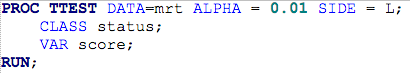 PROC TTEST DATA=mrt ALPHA = 0.01 SIDE = L;
CLASS status;
VAR score;
RUN;